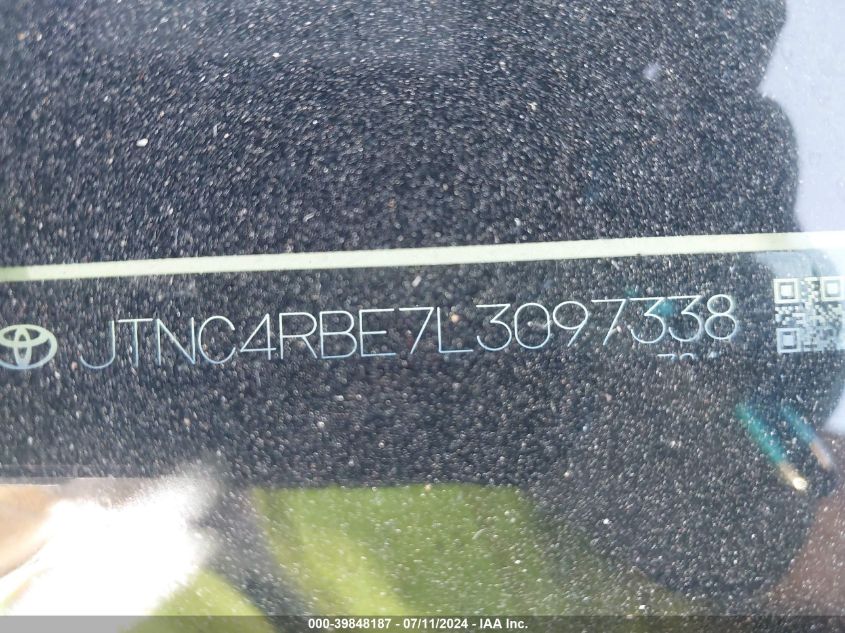 JTNC4RBE7L3097338
000-39848187 - 07/11/2024 - IAA Inc.